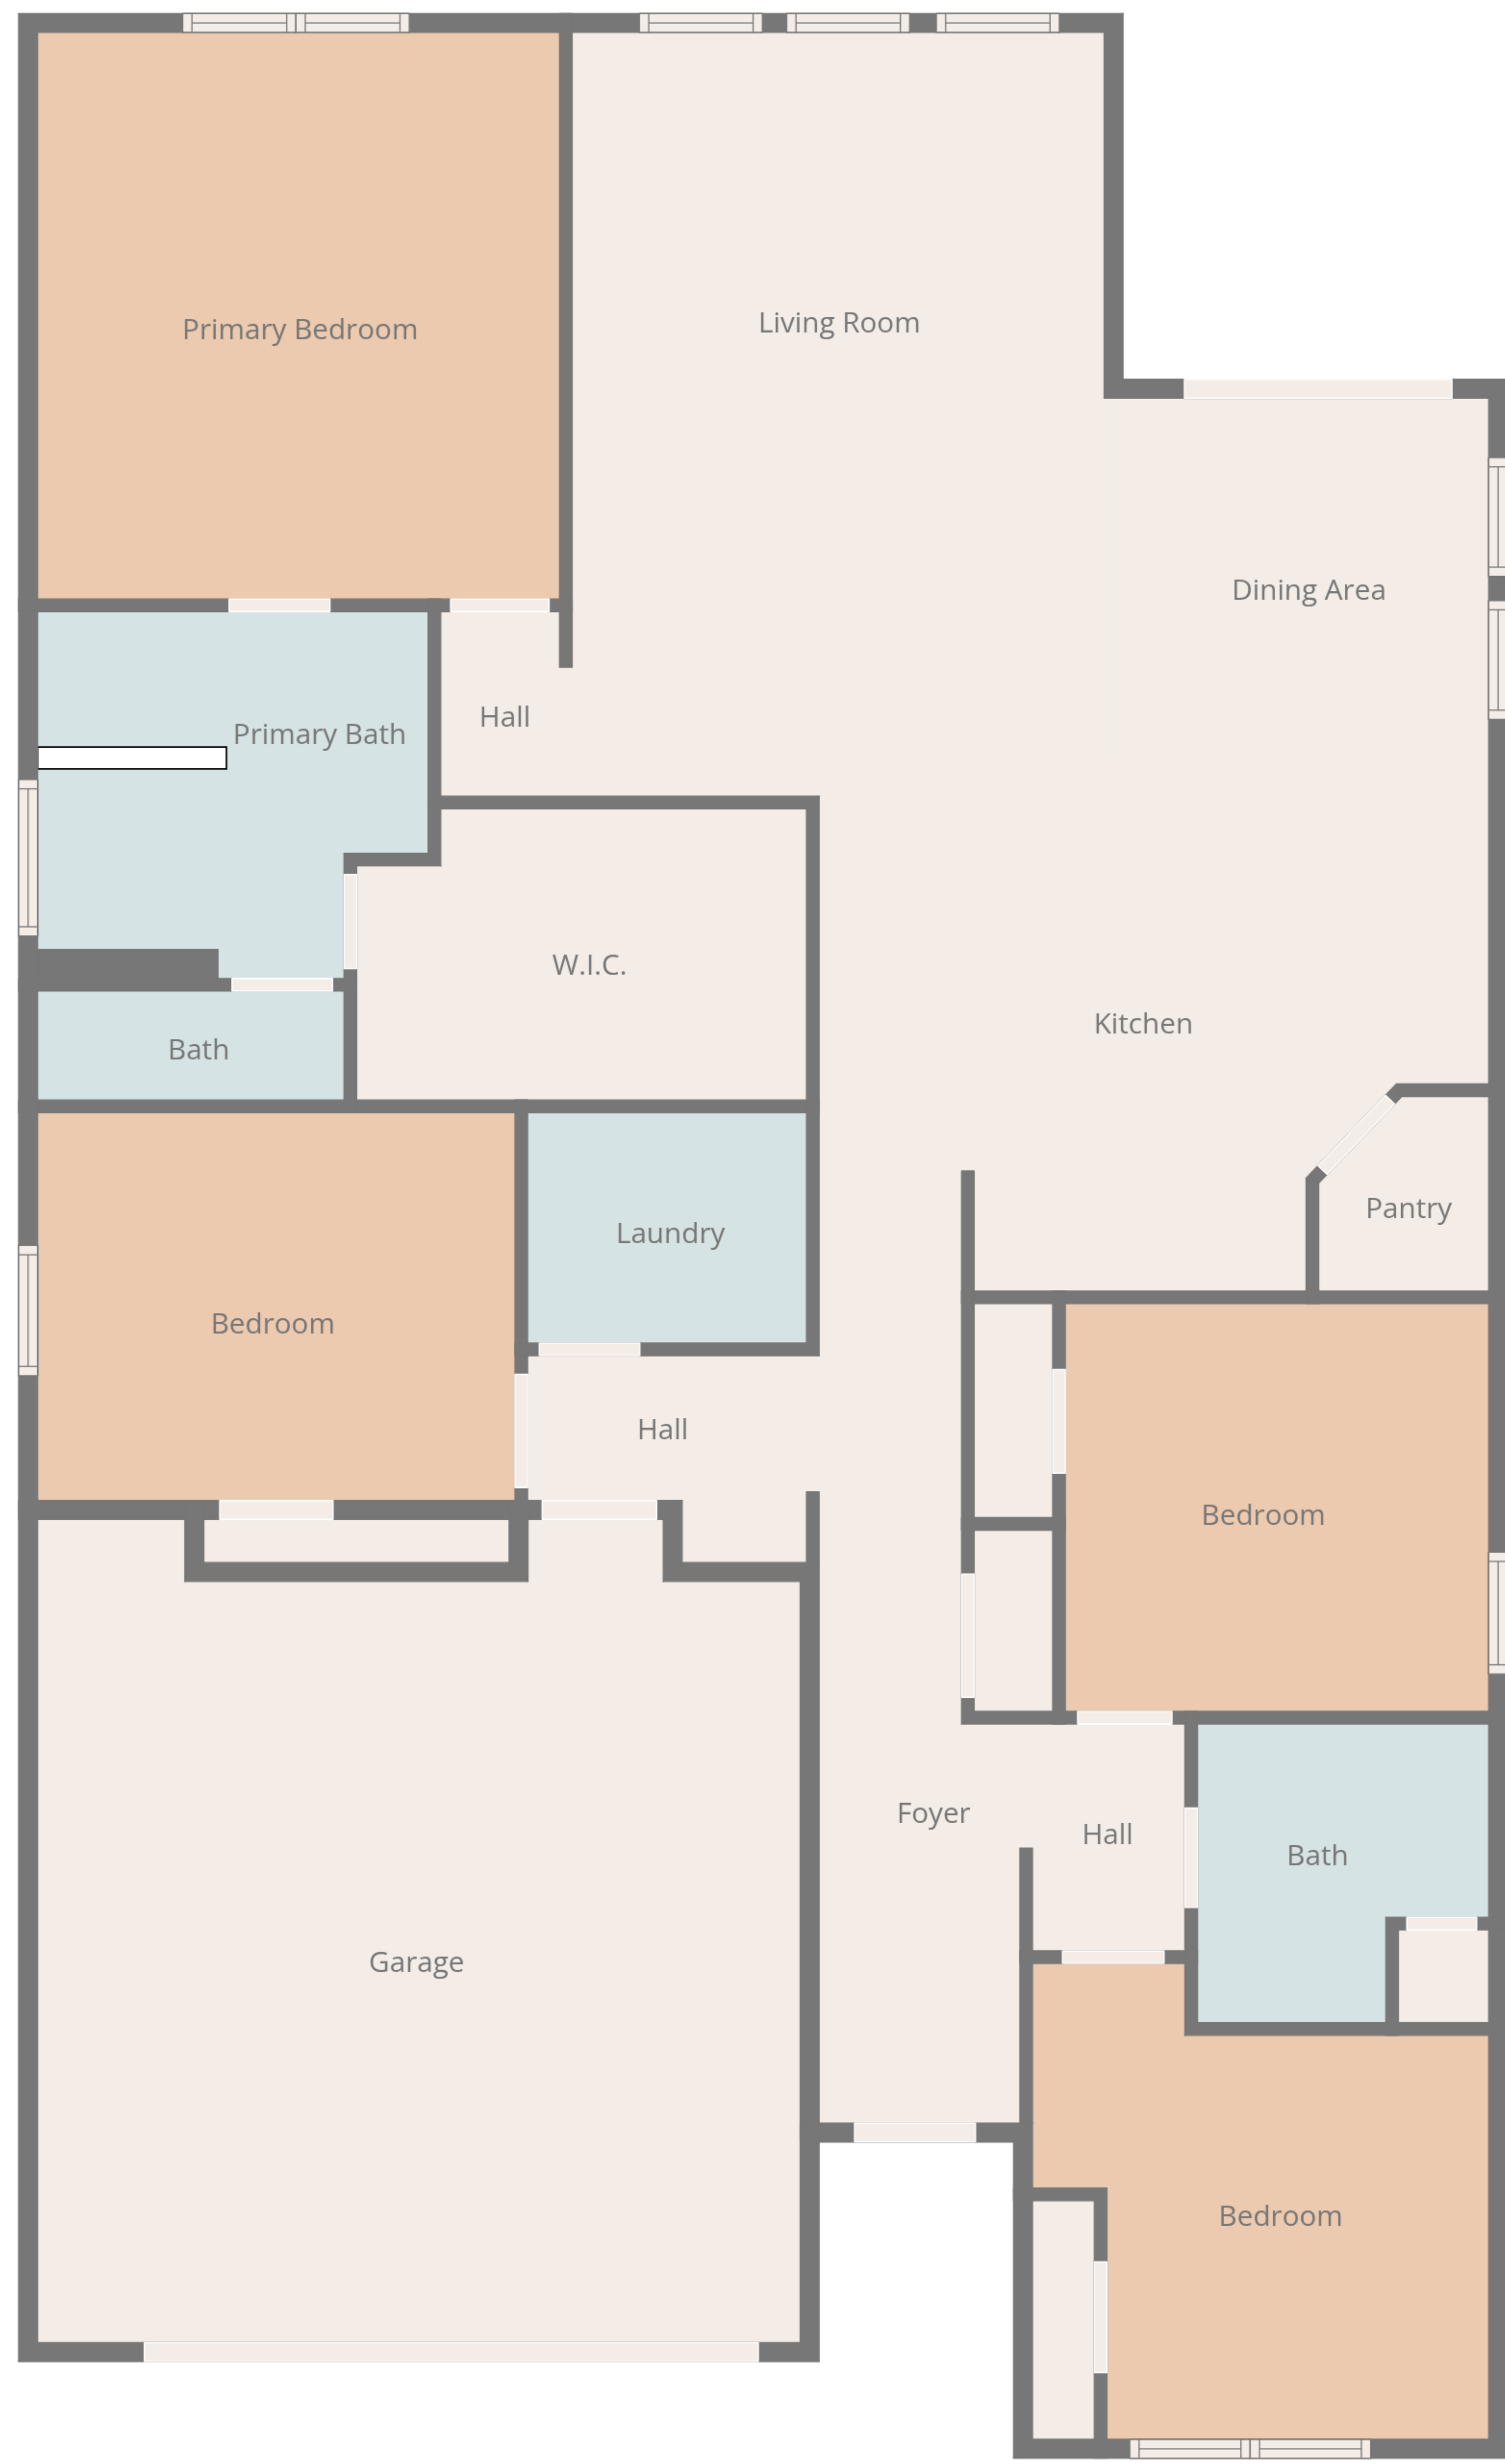 Primary Bedroom
Living Room
Dining Area
Hall
Primary Bath
W.I.C.
Kitchen
Bath
Pantry
Laundry
Bedroom
Hall
Bedroom
Foyer
Hall
Bath
Garage
Bedroom